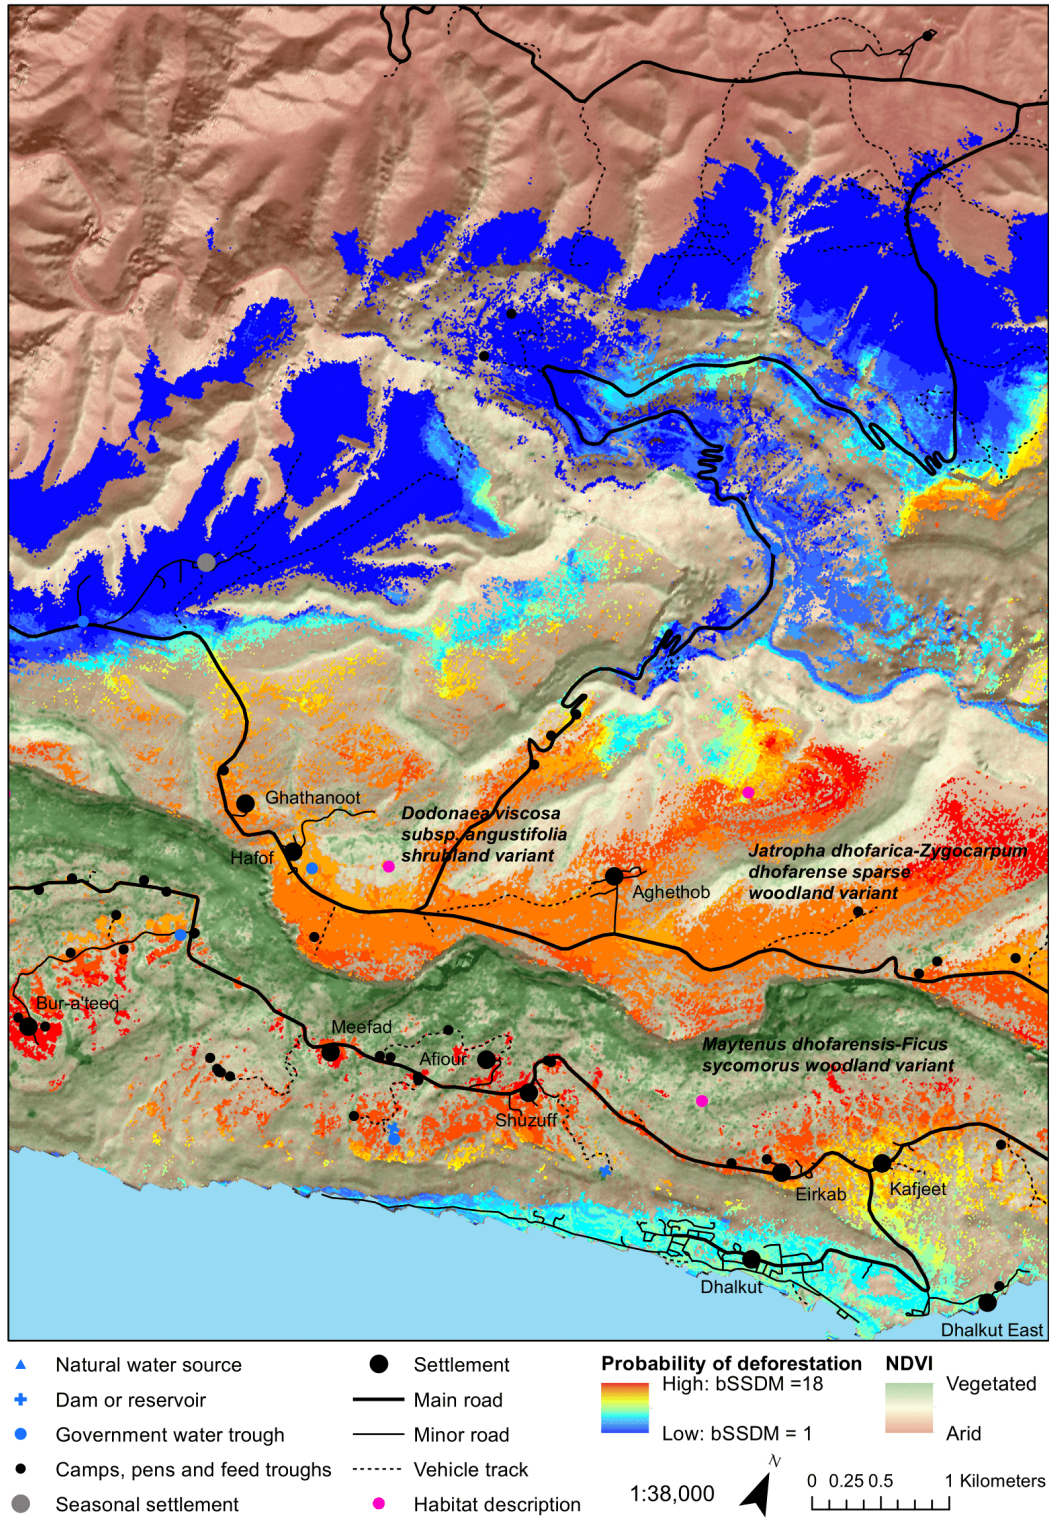 Ghathanoot
Dodonaea viscosa
subsp. angustifolia
shrubland variant
Hafof
Jatropha dhofarica-Zygocarpum
dhofarense sparse
woodland variant
Aghethob
Bur-a'teeq
Meefad
Afiour
Maytenus dhofarensis-Ficus
sycomorus woodland variant
Shuzuff
Eirkab
Kafjeet
Dhalkut
Dhalkut East
Natural water source
Dam or reservoir
Government water trough
Camps, pens and feed troughs
Seasonal settlement
Settlement
Main road
Minor road
Vehicle track
Habitat description
Probability of deforestation
High: bSSDM =18
Low: bSSDM = 1
NDVI
Vegetated
Arid
1:38,000
N
0 0.25 0.5 1 Kilometers